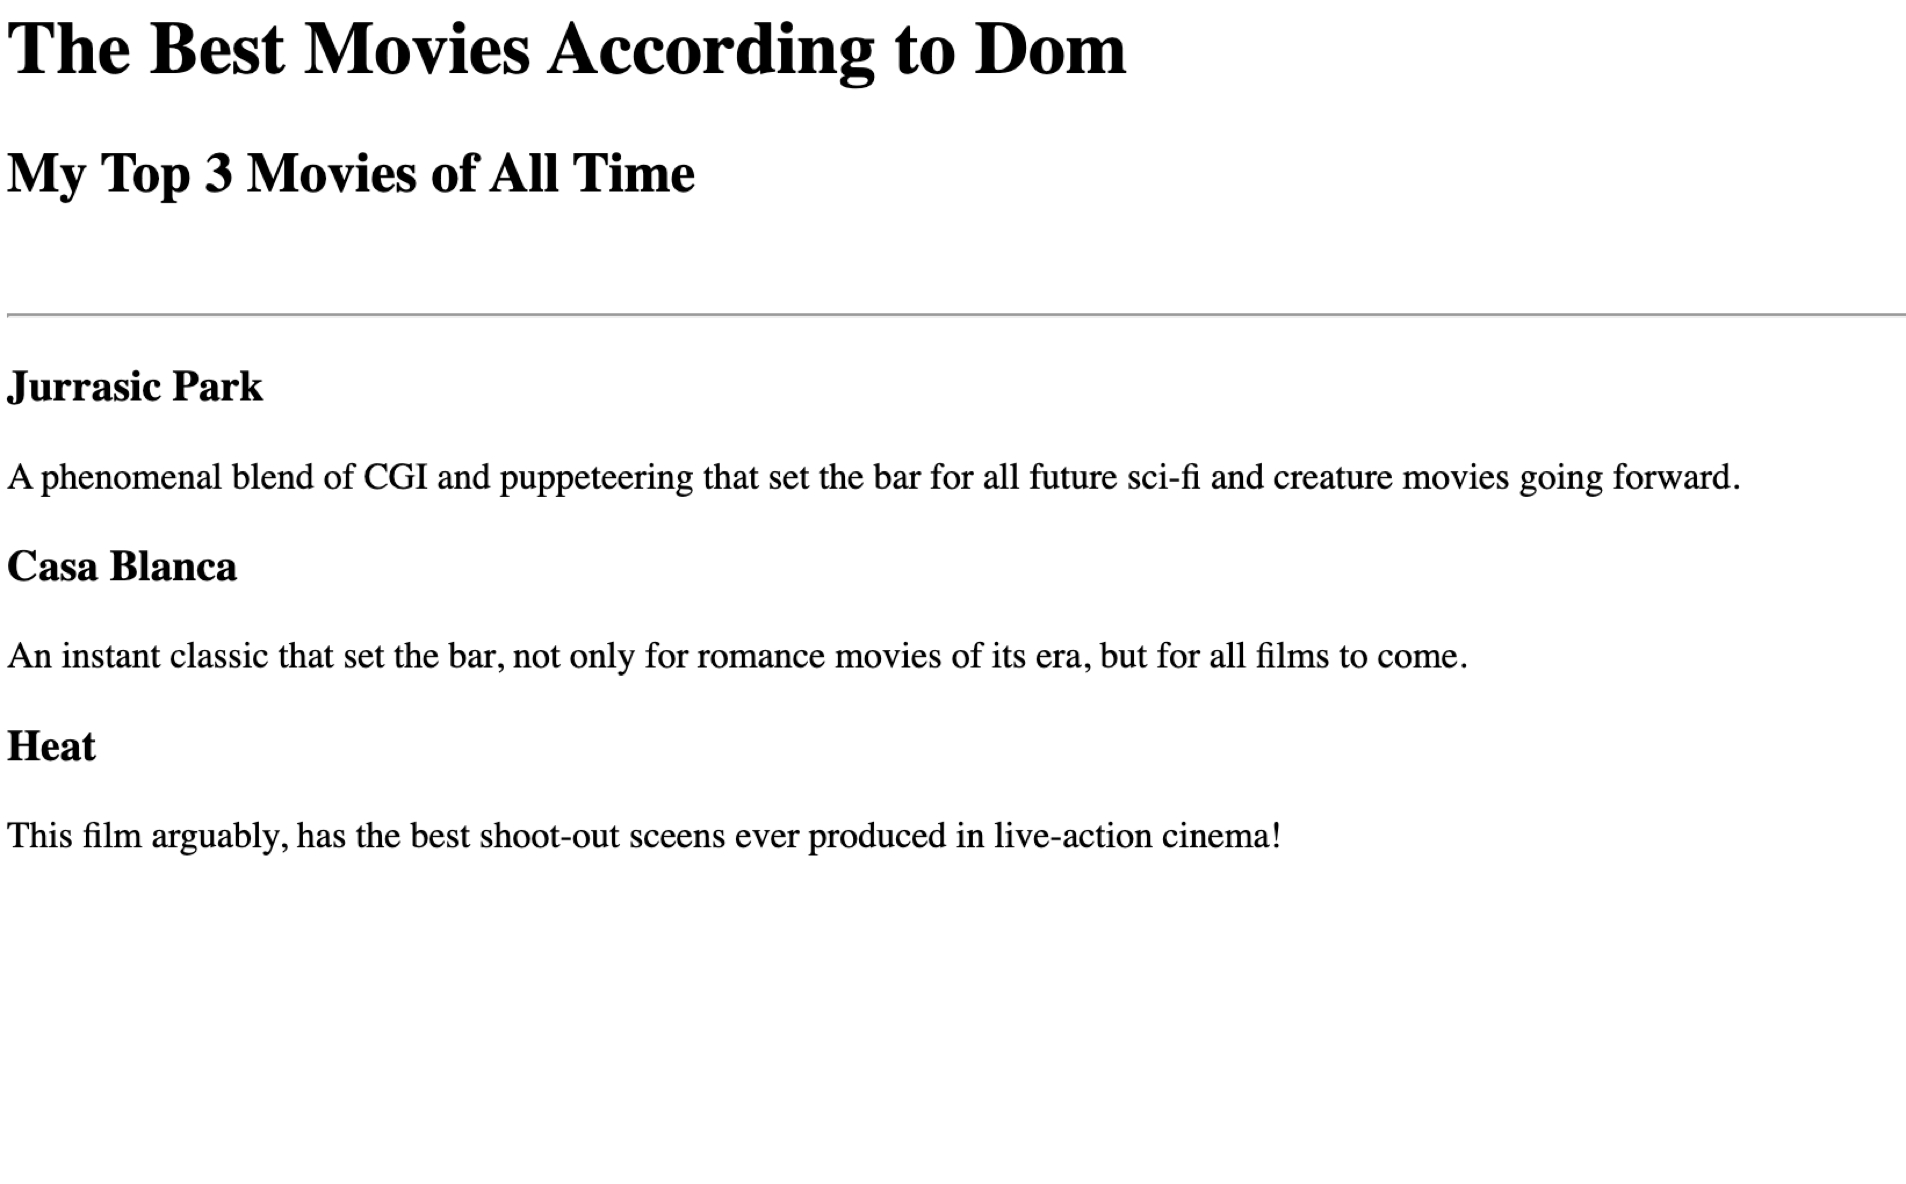 The Best Movies According to Dom
My Top 3 Movies of All Time
Jurrasic Park
A phenomenal blend of CGI and puppeteering that set the bar for all future sci-fi and creature movies going forward.
Casa Blanca
An instant classic that set the bar, not only for romance movies of its era, but for all films to come.
Heat
This film arguably, has the best shoot-out sceens ever produced in live-action cinema!